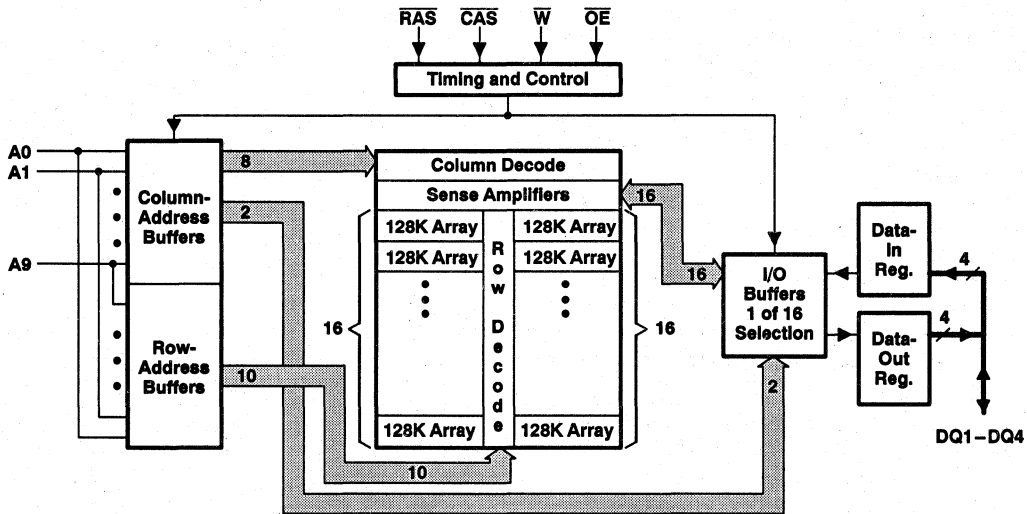 RAS CAS W OE
Timing and Control
A0
A1
A9
Column-
Address
Buffers
Row-
Address
Buffers
8
2
10
10
Column Decode
Sense Amplifiers
128K Array
128K Array
128K Array
128K Array
128K Array
128K Array
Row Decode
16
16
16
16
2
I/O
Buffers
1 of 16
Selection
Data-
In
Reg.
Data-
Out
Reg.
4
4
DQ1–DQ4